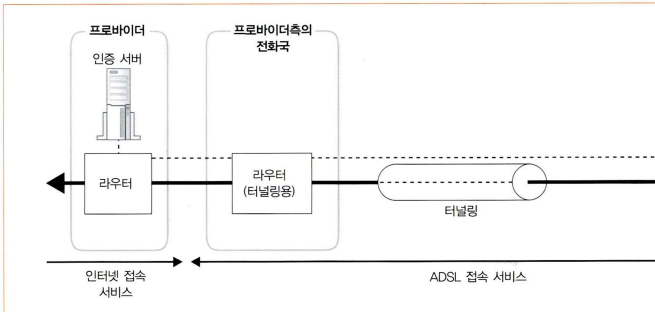 프로바이더
인증 서버
라우터
프로바이더측의
전화국
라우터
(터널링용)
터널링
인터넷 접속
서비스
ADSL 접속 서비스